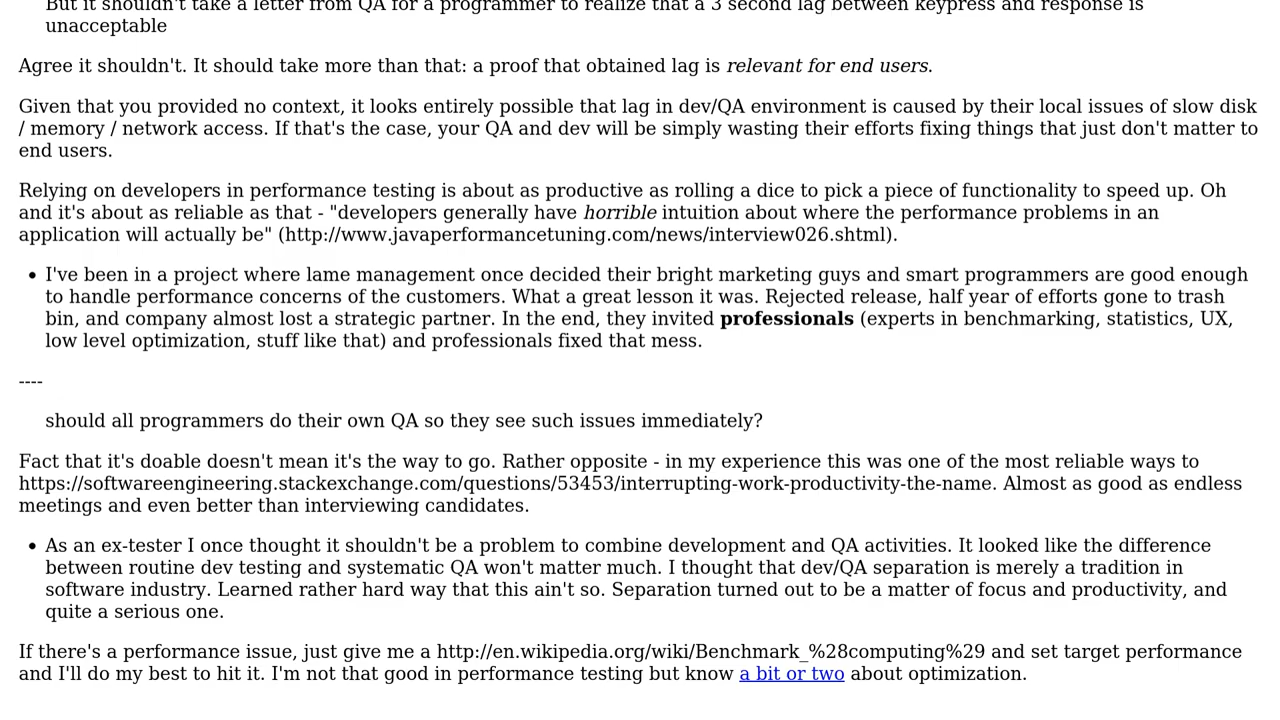 But it shouldn't take a letter from QA for a programmer to realize that a 3 second lag between keypress and response is
unacceptable
Agree it shouldn't. It should take more than that: a proof that obtained lag is relevant for end users.
Given that you provided no context, it looks entirely possible that lag in dev/QA environment is caused by their local issues of slow disk
/ memory / network access. If that's the case, your QA and dev will be simply wasting their efforts fixing things that just don't matter to
end users.
Relying on developers in performance testing is about as productive as rolling a dice to pick a piece of functionality to speed up. Oh
and it's about as reliable as that - "developers generally have horrible intuition about where the performance problems in an
application will actually be" (http://www.javaperformancetuning.com/news/interview026.shtml).
• I've been in a project where lame management once decided their bright marketing guys and smart programmers are good enough
to handle performance concerns of the customers. What a great lesson it was. Rejected release, half year of efforts gone to trash
bin, and company almost lost a strategic partner. In the end, they invited professionals (experts in benchmarking, statistics, UX,
low level optimization, stuff like that) and professionals fixed that mess.
----
should all programmers do their own QA so they see such issues immediately?
Fact that it's doable doesn't mean it's the way to go. Rather opposite - in my experience this was one of the most reliable ways to
https://softwareengineering.stackexchange.com/questions/53453/interrupting-work-productivity-the-name. Almost as good as endless
meetings and even better than interviewing candidates.
• As an ex-tester I once thought it shouldn't be a problem to combine development and QA activities. It looked like the difference
between routine dev testing and systematic QA won't matter much. I thought that dev/QA separation is merely a tradition in
software industry. Learned rather hard way that this ain't so. Separation turned out to be a matter of focus and productivity, and
quite a serious one.
If there's a performance issue, just give me a http://en.wikipedia.org/wiki/Benchmark_%28computing%29 and set target performance
and I'll do my best to hit it. I'm not that good in performance testing but know a bit or two about optimization.